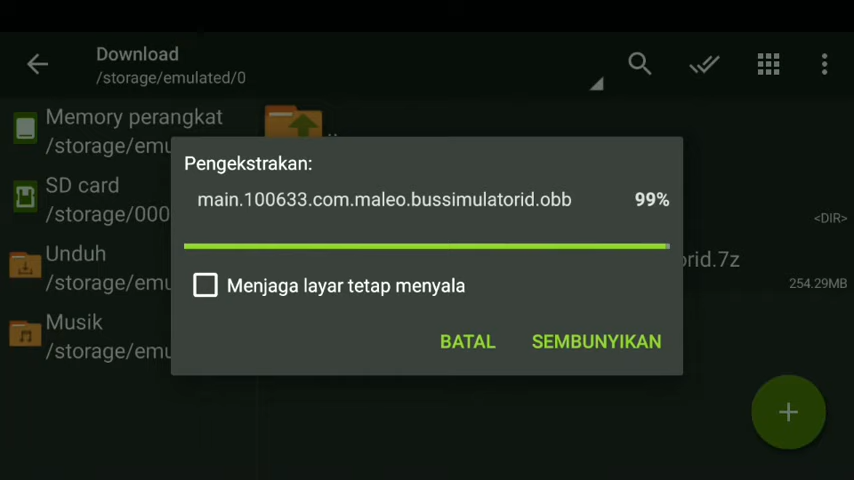 Download
/storage/emulated/0
Memory perangkat
/storage/emu
SD card
/storage/000
Unduh
/storage/emu
Musik
/storage/emu
..
<DIR>
orid.7z
254.29MB
Pengekstrakan:
main.100633.com.maleo.bussimulatorid.obb 99%
Menjaga layar tetap menyala
BATAL SEMBUNYIKAN